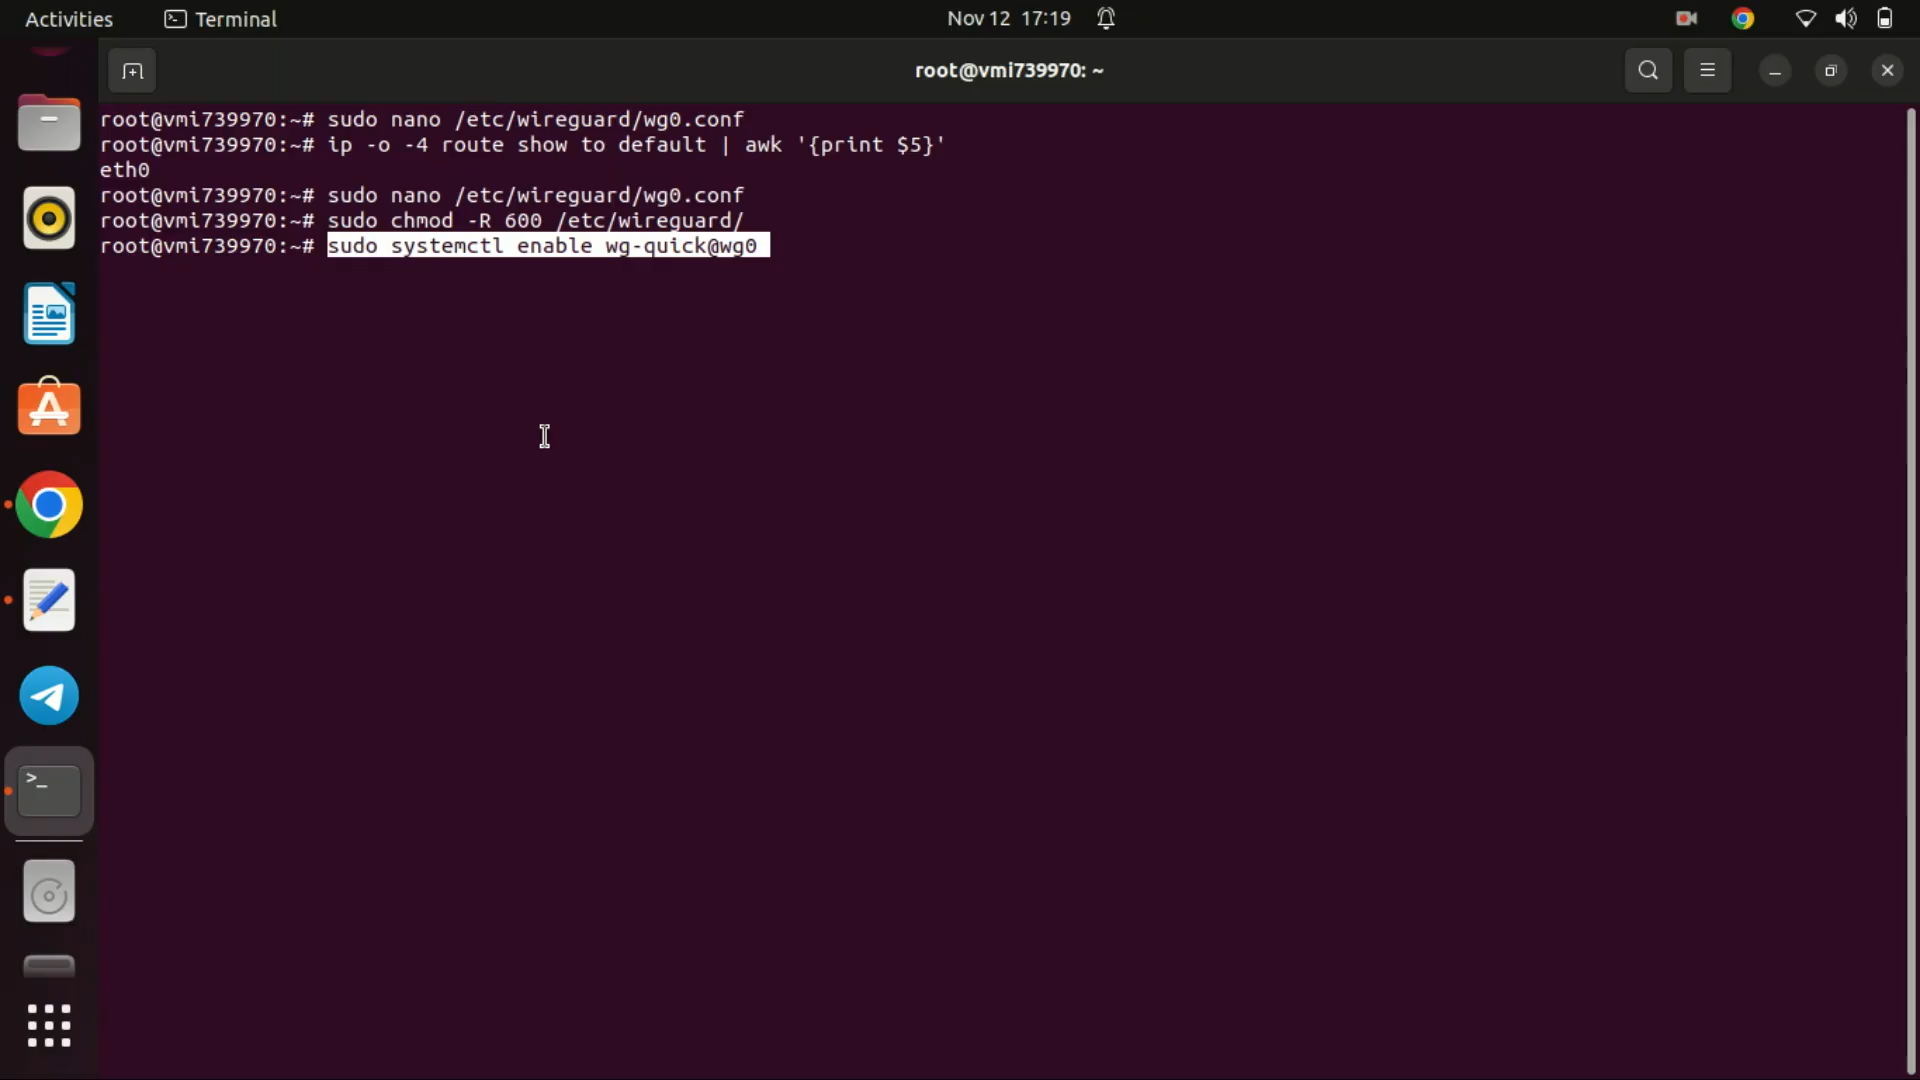 Activities
Terminal
Nov 12 17:19
root@vmi739970: ~
root@vmi739970:~# sudo nano /etc/wireguard/wg0.conf
root@vmi739970:~# ip -o -4 route show to default | awk '{print $5}'
eth0
root@vmi739970:~# sudo nano /etc/wireguard/wg0.conf
root@vmi739970:~# sudo chmod -R 600 /etc/wireguard/
root@vmi739970:~# sudo systemctl enable wg-quick@wg0